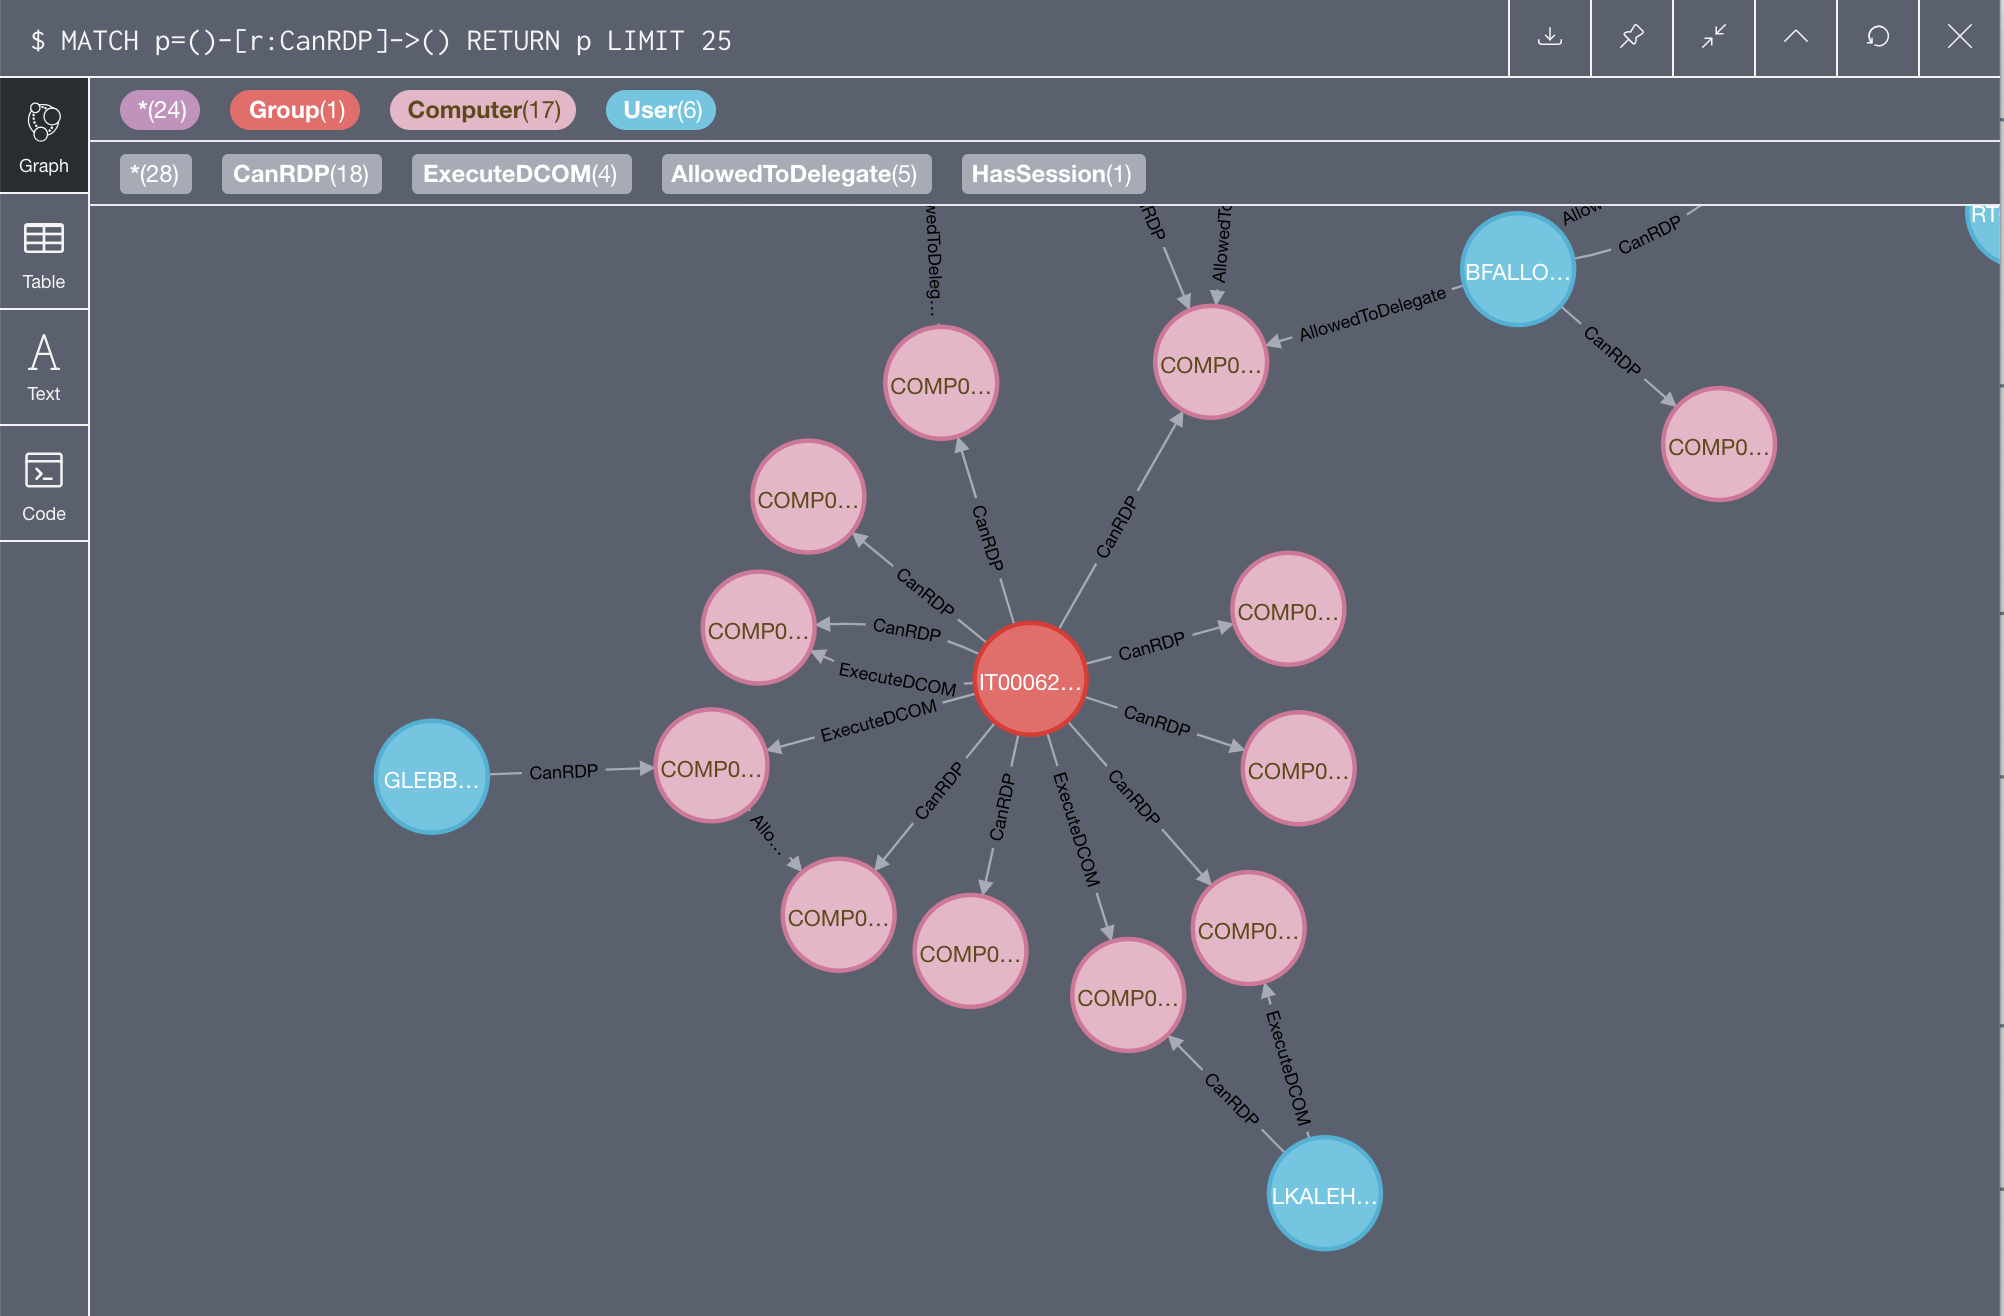 $ MATCH p=()-[r:CanRDP]->() RETURN p LIMIT 25
*(24) Group(1) Computer(17) User(6)
*(28) CanRDP(18) ExecuteDCOM(4) AllowedToDelegate(5) HasSession(1)
Graph
Table
Text
Code
wedToDeleg…
RDP
AllowedTo
Allow
CanRDP
RT
BFALLO…
AllowedToDelegate
CanRDP
COMP0…
COMP0…
COMP0…
COMP0…
CanRDP
CanRDP
CanRDP
COMP0…
COMP0…
CanRDP
CanRDP
COMP0…
ExecuteDCOM
IT00062…
ExecuteDCOM
CanRDP
COMP0…
GLEBB…
CanRDP
COMP0…
Allo…
CanRDP
CanRDP
ExecuteDCOM
CanRDP
COMP0…
COMP0…
COMP0…
COMP0…
ExecuteDCOM
CanRDP
LKALEH…